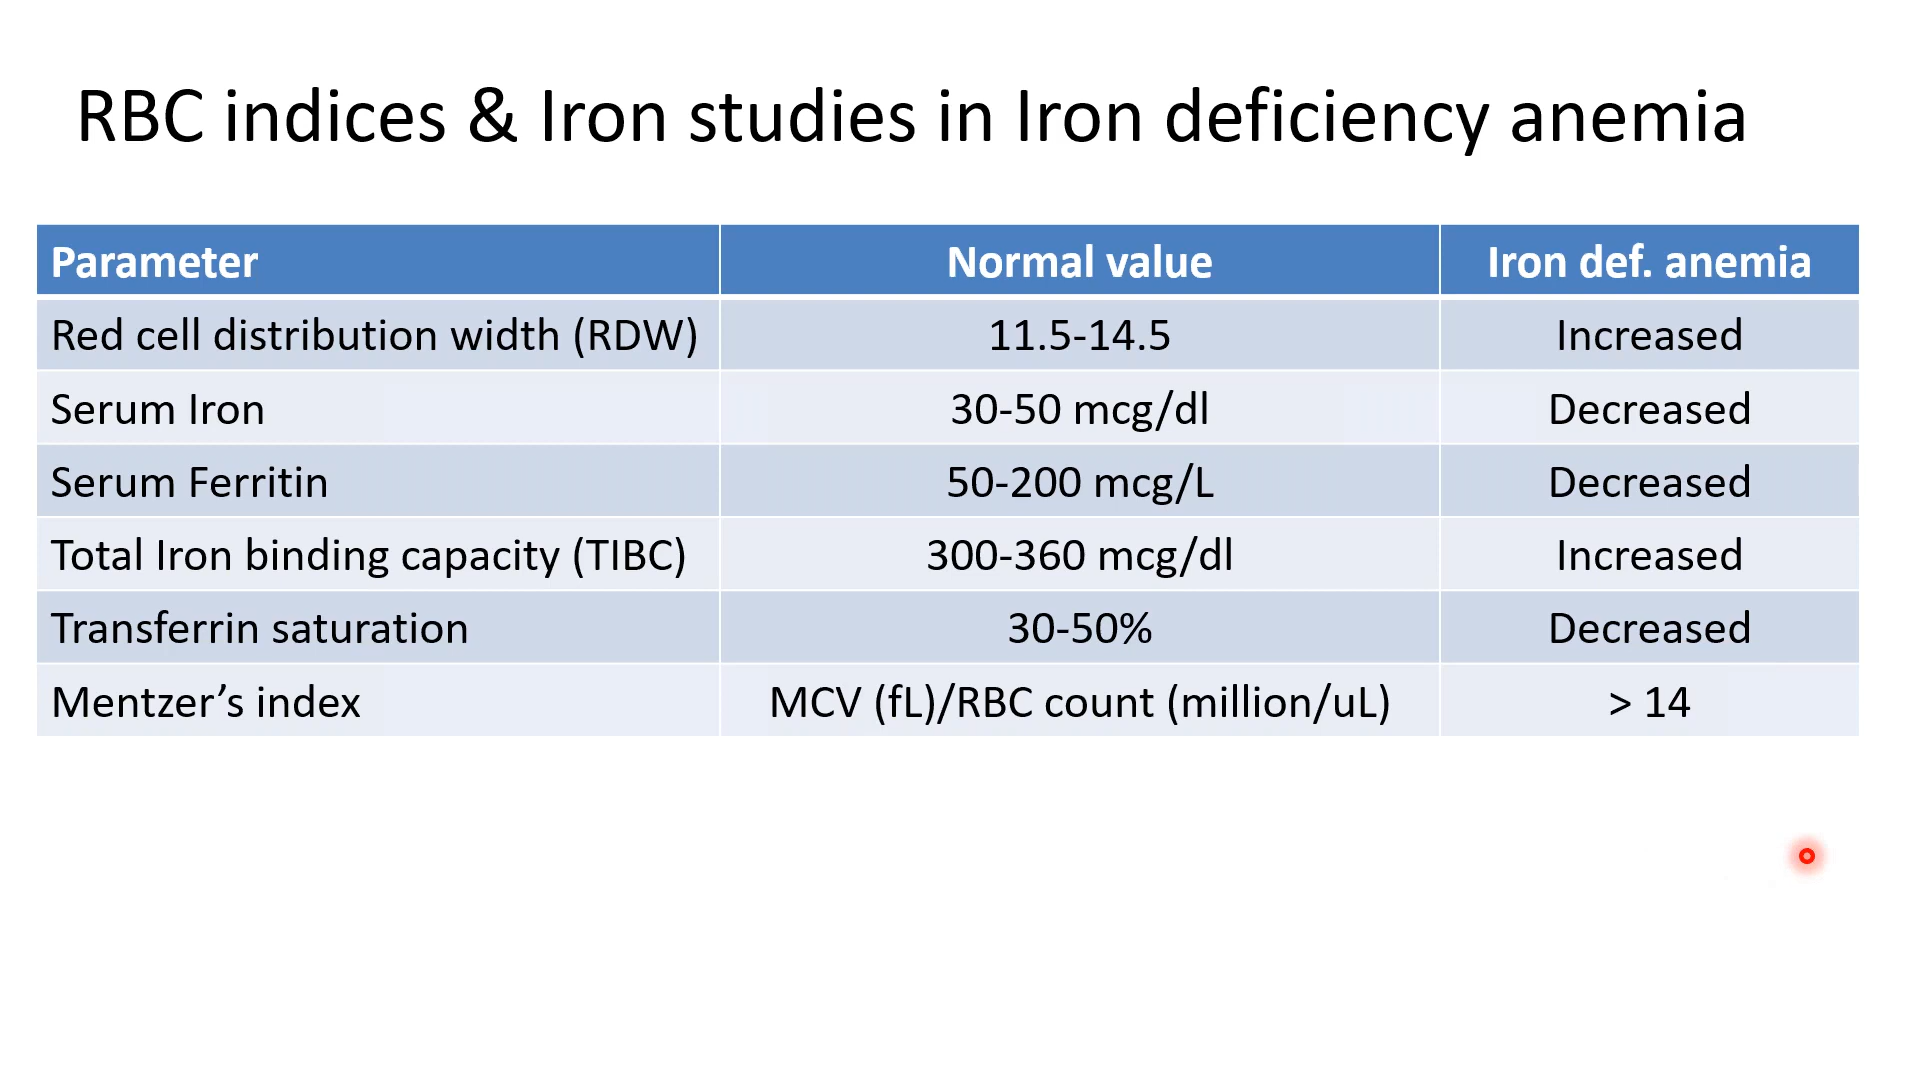 RBC indices & Iron studies in Iron deficiency anemia
Parameter Normal value Iron def. anemia
Red cell distribution width (RDW) 11.5-14.5 Increased
Serum Iron 30-50 mcg/dl Decreased
Serum Ferritin 50-200 mcg/L Decreased
Total Iron binding capacity (TIBC) 300-360 mcg/dl Increased
Transferrin saturation 30-50% Decreased
Mentzer’s index MCV (fL)/RBC count (million/uL) > 14